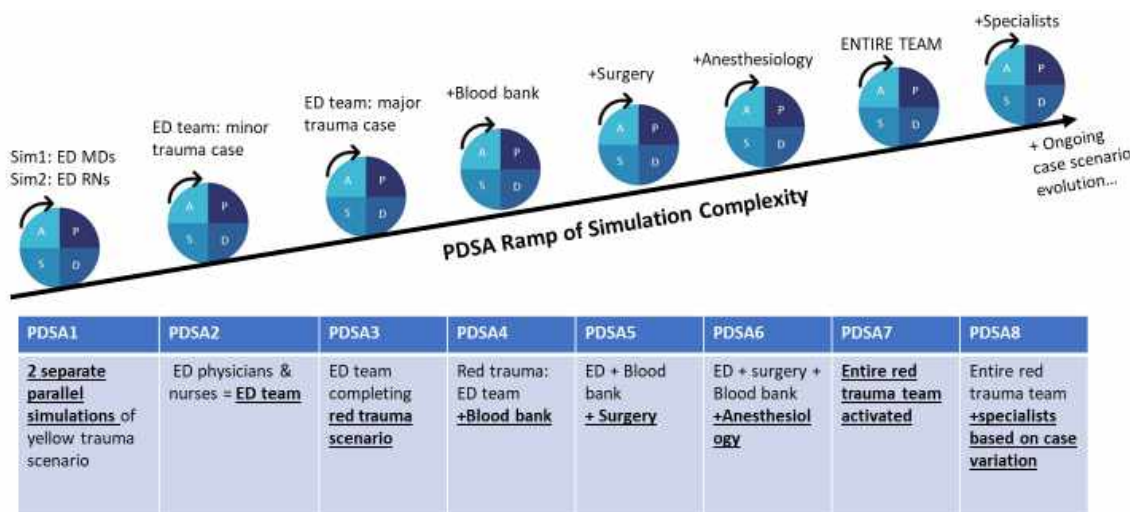 +Specialists
ENTIRE TEAM
+Anesthesiology
+Surgery
+Blood bank
ED team: major
trauma case
ED team: minor
trauma case
Sim1: ED MDs
Sim2: ED RNs
A P
S D
A P
S D
A P
S D
A P
S D
A P
S D
A P
S D
A P
S D
A P
S D
+ Ongoing
case scenario
evolution...
PDSA Ramp of Simulation Complexity
PDSA1 PDSA2 PDSA3 PDSA4 PDSA5 PDSA6 PDSA7 PDSA8
2 separate
parallel
simulations of
yellow trauma
scenario
ED physicians &
nurses = ED team
ED team
completing
red trauma
scenario
Red trauma:
ED team
+Blood bank
ED + Blood
bank
+ Surgery
ED + surgery +
Blood bank
+Anesthesiol
ogy
Entire red
trauma team
activated
Entire red
trauma team
+specialists
based on case
variation